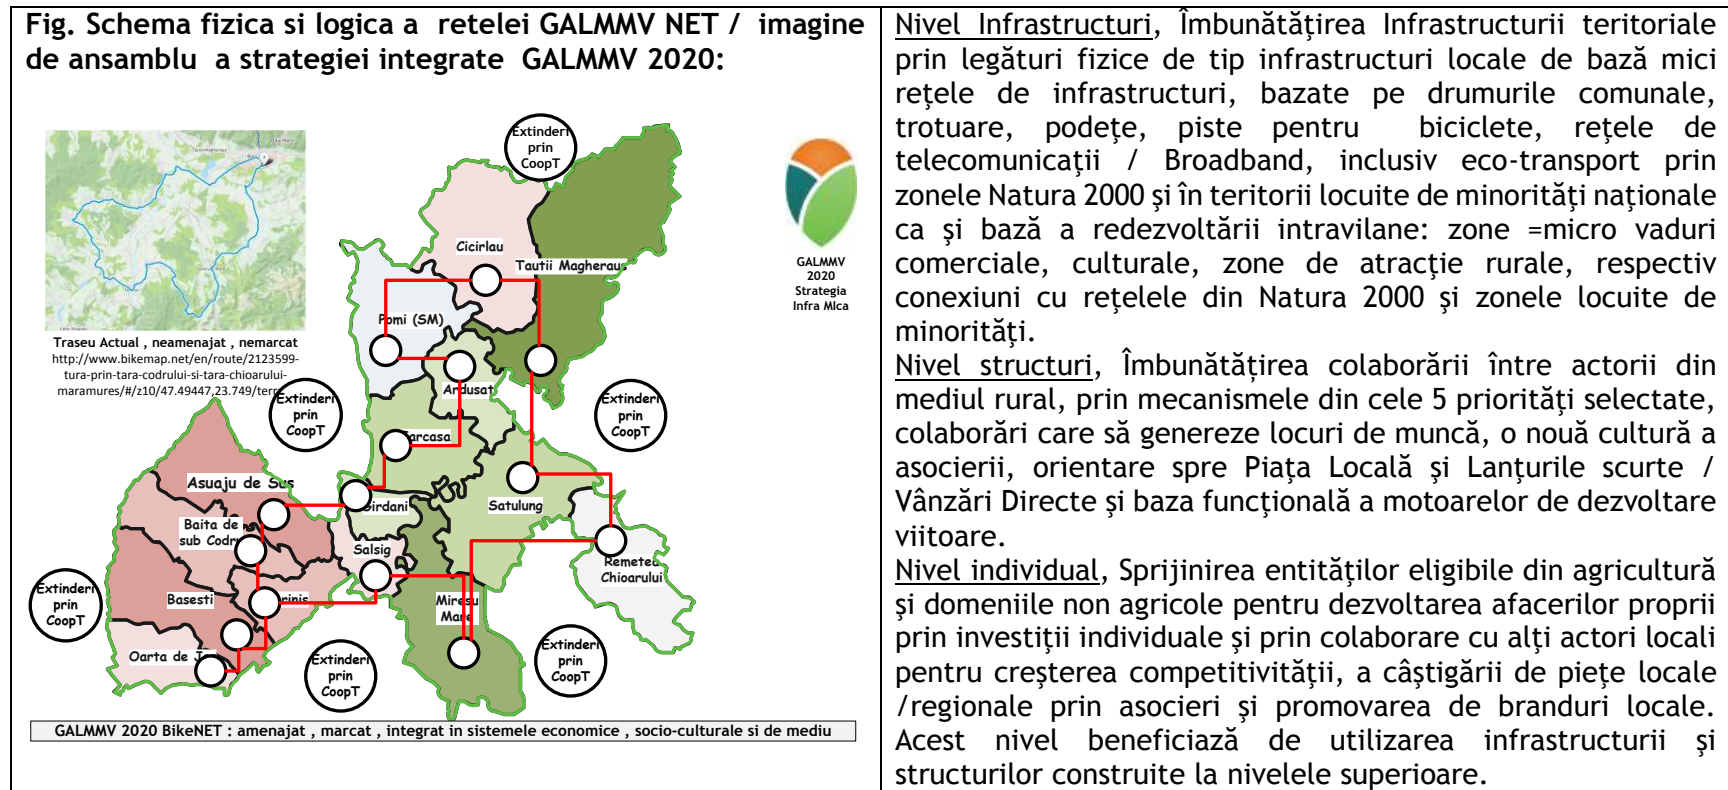 Fig. Schema fizica si logica a retelei GALMMV NET / imagine
de ansamblu a strategiei integrate GALMMV 2020:
Extinderi
prin
CoopT
Cicirlau
Tautii Magheraus
GALMMV
2020
Strategia
Infra Mica
Pomi (SM)
Traseu Actual , neamenajat , nemarcat
http://www.bikemap.net/en/route/2123599-
tura-prin-tara-codrului-si-tara-chioarului-
maramures/#/z10/47.49447,23.749/terr
Ardusat
Extinderi
prin
CoopT
Extinderi
prin
CoopT
Asuaju de Sus
Satulung
Baita de
sub Codru
Salsig
Remetea
Chioarului
Extinderi
prin
CoopT
Basesti
Miresu
Mare
Oarta de
Extinderi
prin
CoopT
Extinderi
prin
CoopT
GALMMV 2020 BikeNET : amenajat , marcat , integrat in sistemele economice , socio-culturale si de mediu
Nivel Infrastructuri, Îmbunătăţirea Infrastructurii teritoriale
prin legături fizice de tip infrastructuri locale de bază mici
reţele de infrastructuri, bazate pe drumurile comunale,
trotuare, podeţe, piste pentru biciclete, reţele de
telecomunicaţii / Broadband, inclusiv eco-transport prin
zonele Natura 2000 şi în teritorii locuite de minorităţi naţionale
ca şi bază a redezvoltării intravilane: zone =micro vaduri
comerciale, culturale, zone de atracţie rurale, respectiv
conexiuni cu reţelele din Natura 2000 şi zonele locuite de
minorităţi.
Nivel structuri, Îmbunătățirea colaborării între actorii din
mediul rural, prin mecanismele din cele 5 priorităţi selectate,
colaborări care să genereze locuri de muncă, o nouă cultură a
asocierii, orientare spre Piaţa Locală şi Lanţurile scurte /
Vânzări Directe şi baza funcţională a motoarelor de dezvoltare
viitoare.
Nivel individual, Sprijinirea entităţilor eligibile din agricultură
şi domeniile non agricole pentru dezvoltarea afacerilor proprii
prin investiţii individuale şi prin colaborare cu alţi actori locali
pentru creşterea competitivităţii, a câştigării de pieţe locale
/regionale prin asocieri şi promovarea de branduri locale.
Acest nivel beneficiază de utilizarea infrastructurii şi
structurilor construite la nivelele superioare.